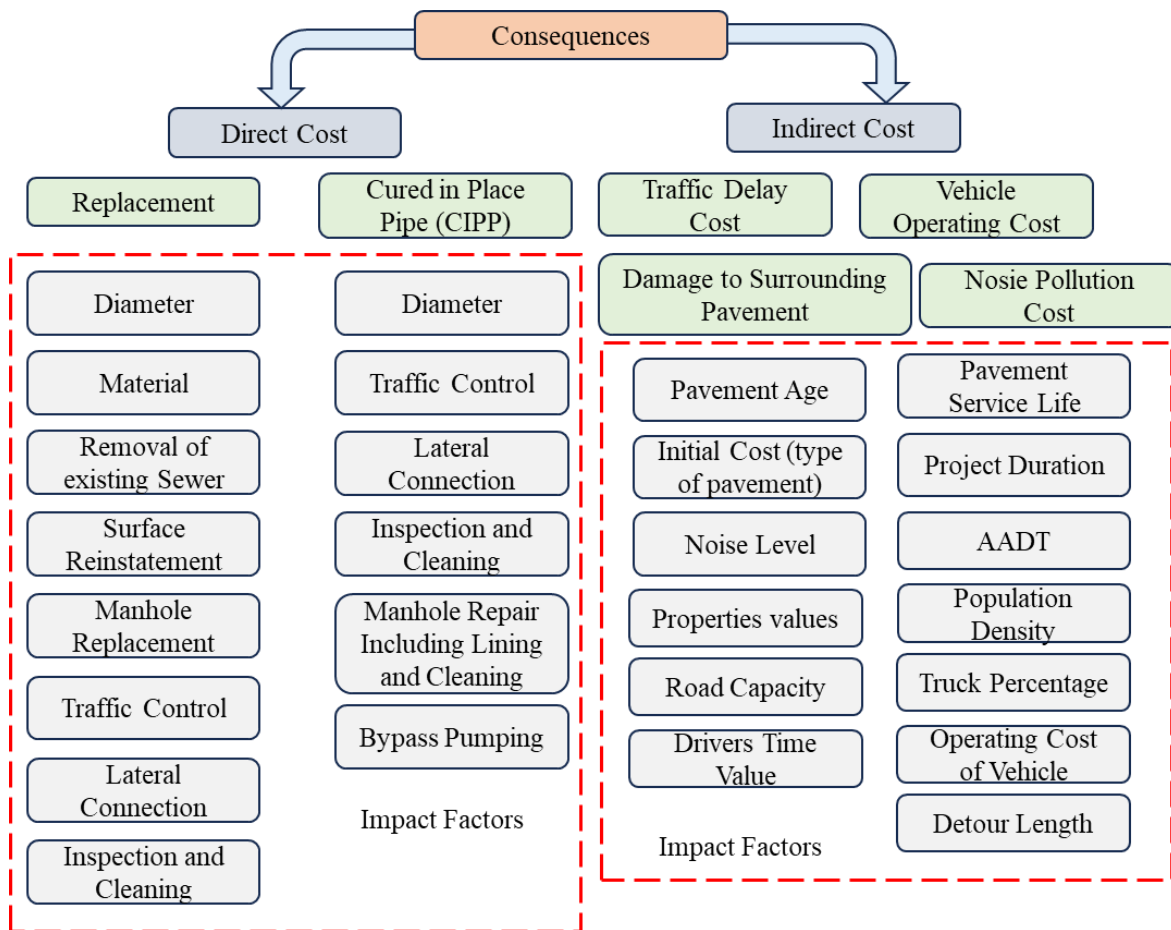 Consequences
Direct Cost
Indirect Cost
Replacement
Cured in Place
Pipe (CIPP)
Traffic Delay
Cost
Vehicle
Operating Cost
Damage to Surrounding
Pavement
Nosie Pollution
Cost
Diameter
Material
Removal of
existing Sewer
Surface
Reinstatement
Manhole
Replacement
Traffic Control
Lateral
Connection
Inspection and
Cleaning
Diameter
Traffic Control
Lateral
Connection
Inspection and
Cleaning
Manhole Repair
Including Lining
and Cleaning
Bypass Pumping
Impact Factors
Pavement Age
Initial Cost (type
of pavement)
Noise Level
Properties values
Road Capacity
Drivers Time
Value
Impact Factors
Pavement
Service Life
Project Duration
AADT
Population
Density
Truck Percentage
Operating Cost
of Vehicle
Detour Length